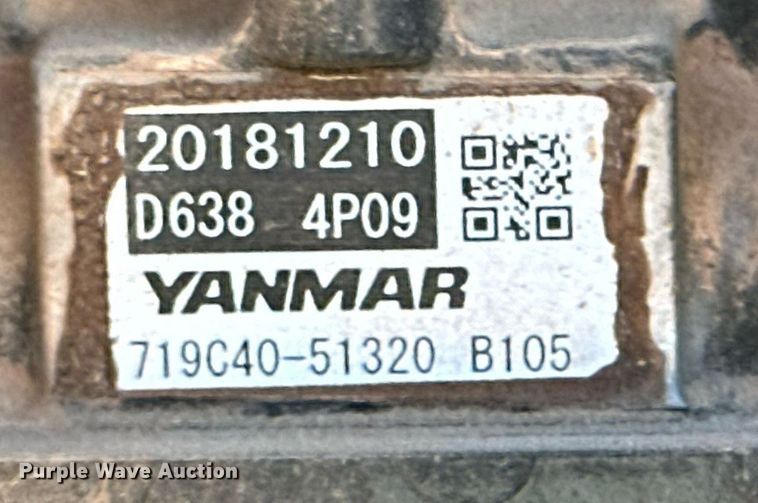 20181210
D638 4P09
YANMAR
719C40-51320 B105
Purple Wave Auction